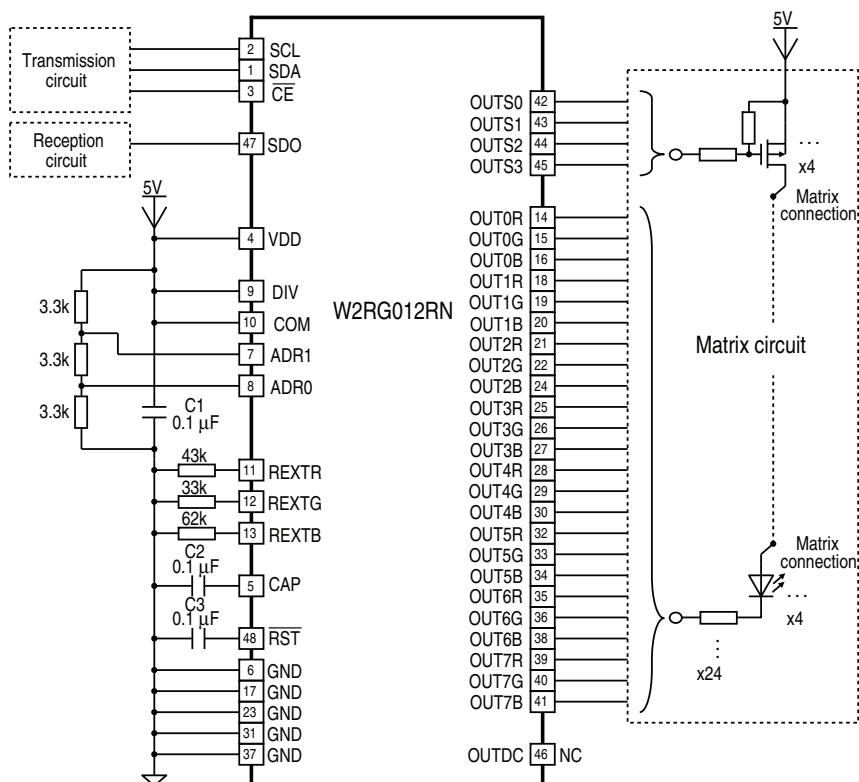 Transmission
circuit
2 SCL
1 SDA
3 CE
Reception
circuit
47 SDO
5V
4 VDD
9 DIV
10 COM
7 ADR1
8 ADR0
3.3k
3.3k
3.3k
C1
0.1 µF
43k
11 REXTR
33k
12 REXTG
62k
13 REXTB
C2
0.1 µF
5 CAP
C3
0.1 µF
48 RST
6 GND
17 GND
23 GND
31 GND
37 GND
W2RG012RN
OUTS0 42
OUTS1 43
OUTS2 44
OUTS3 45
OUT0R 14
OUT0G 15
OUT0B 16
OUT1R 18
OUT1G 19
OUT1B 20
OUT2R 21
OUT2G 22
OUT2B 24
OUT3R 25
OUT3G 26
OUT3B 27
OUT4R 28
OUT4G 29
OUT4B 30
OUT5R 32
OUT5G 33
OUT5B 34
OUT6R 35
OUT6G 36
OUT6B 38
OUT7R 39
OUT7G 40
OUT7B 41
OUTDC 46 NC
5V
...
x4
Matrix
connection
Matrix circuit
Matrix
connection
...
x4
...
x24